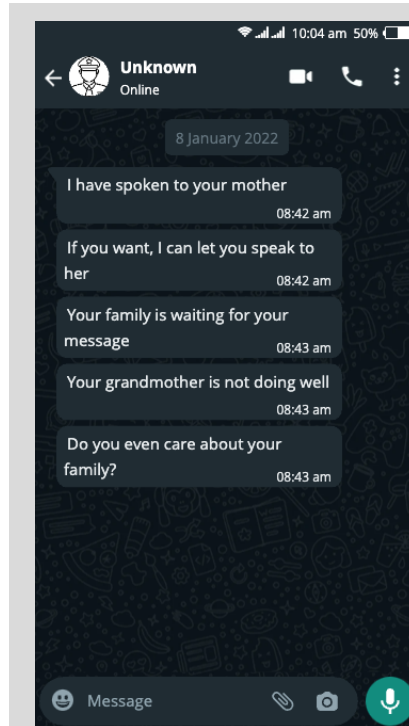 10:04 am 50%
Unknown
Online
8 January 2022
I have spoken to your mother
08:42 am
If you want, I can let you speak to
her
08:42 am
Your family is waiting for your
message
08:43 am
Your grandmother is not doing well
08:43 am
Do you even care about your
family?
08:43 am
Message